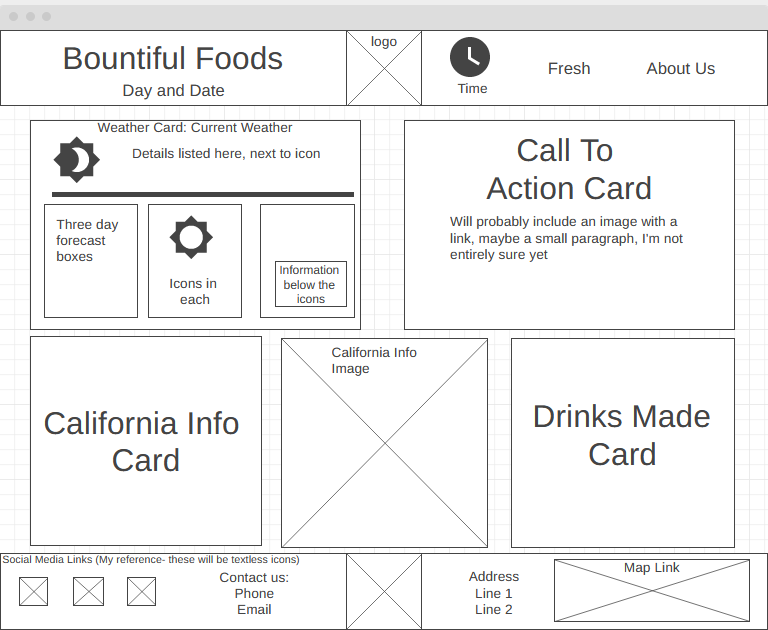 Bountiful Foods
Day and Date
logo
Time
Fresh
About Us
Weather Card: Current Weather
Details listed here, next to icon
Three day
forecast
boxes
Icons in
each
Information
below the
icons
Call To
Action Card
Will probably include an image with a
link, maybe a small paragraph, I'm not
entirely sure yet
California Info
Card
California Info
Image
Drinks Made
Card
Social Media Links (My reference- these will be textless icons)
Contact us:
Phone
Email
Address
Line 1
Line 2
Map Link